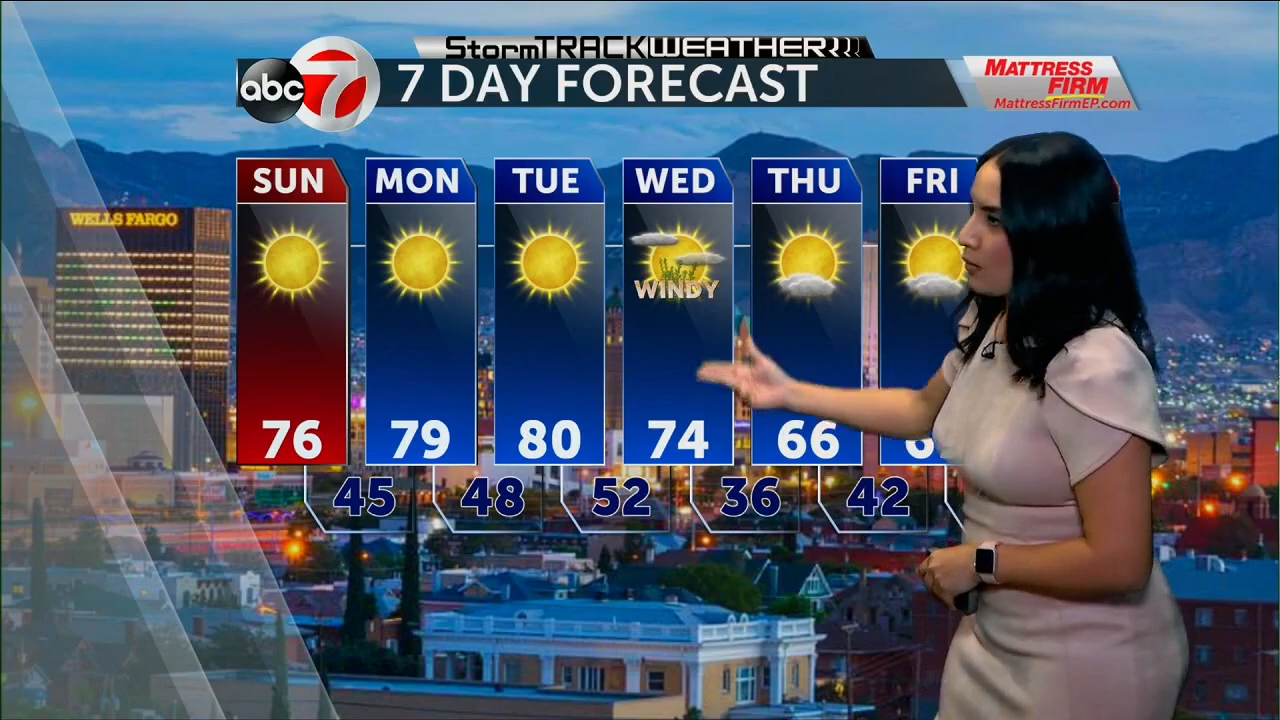 StormTRACKWEATHER
abc 7 7 DAY FORECAST
MATTRESS
FIRM
MattressFirmEP.com
SUN MON TUE WED THU FRI
WELLS FARGO
WINDY
76 79 80 74 66
45 48 52 36 42